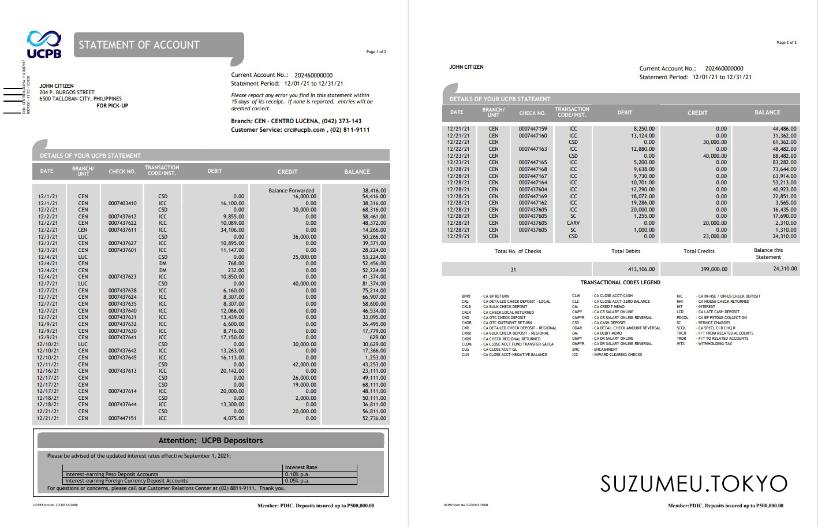 UCPB
STATEMENT OF ACCOUNT
Page 1 of 2
Current Account No.: 202460000000
Statement Period: 12/01/21 to 12/31/21
JOHN CITIZEN
204 P. BURGOS STREET
6500 TACLOBAN CITY, PHILIPPINES
FOR PICK-UP
Please report any error you find in this statement within
15 days of its receipt. If none is reported, entries will be
deemed correct.
Branch: CEN - CENTRO LUCENA, (042) 373-143
Customer Service: crc@ucpb.com , (02) 811-9111
DETAILS OF YOUR UCPB STATEMENT
DATE BRANCH/UNIT CHECK NO. TRANSACTION CODE/INST. DEBIT CREDIT BALANCE
Balance Forwarded 38,416.00
12/1/21 CEN CSD 0.00 16,000.00 54,416.00
12/1/21 CEN 0007403410 ICC 16,100.00 0.00 38,316.00
12/1/21 CEN CSD 0.00 30,000.00 68,316.00
12/2/21 CEN 0007437612 ICC 9,855.00 0.00 58,461.00
12/2/21 CEN 0007437622 ICC 10,089.00 0.00 48,372.00
12/2/21 CEN 0007437611 ICC 34,106.00 0.00 14,266.00
12/3/21 LUC CSD 0.00 36,000.00 50,266.00
12/3/21 CEN 0007437627 ICC 10,895.00 0.00 39,371.00
12/3/21 CEN 0007437601 ICC 11,147.00 0.00 28,224.00
12/4/21 LUC CSD 0.00 25,000.00 53,224.00
12/4/21 CEN DM 768.00 0.00 52,456.00
12/4/21 CEN DM 232.00 0.00 52,224.00
12/4/21 CEN 0007437623 ICC 10,850.00 0.00 41,374.00
12/7/21 LUC CSD 0.00 40,000.00 81,374.00
12/7/21 CEN 0007437638 ICC 6,160.00 0.00 75,214.00
12/7/21 CEN 0007437624 ICC 8,307.00 0.00 66,907.00
12/7/21 CEN 0007437635 ICC 8,307.00 0.00 58,600.00
12/8/21 CEN 0007437640 ICC 12,066.00 0.00 46,534.00
12/8/21 CEN 0007437631 ICC 13,439.00 0.00 33,095.00
12/9/21 CEN 0007437632 ICC 6,600.00 0.00 26,495.00
12/9/21 CEN 0007437630 ICC 8,716.00 0.00 17,779.00
12/9/21 CEN 0007437641 ICC 17,150.00 0.00 629.00
12/10/21 LUC CSD 0.00 30,000.00 30,629.00
12/10/21 CEN 0007437642 ICC 13,263.00 0.00 17,366.00
12/10/21 CEN 0007437645 ICC 16,113.00 0.00 1,253.00
12/11/21 CEN CSD 0.00 42,000.00 43,253.00
12/16/21 CEN 0007437613 ICC 20,142.00 0.00 23,111.00
12/17/21 CEN CSD 0.00 26,000.00 49,111.00
12/17/21 CEN CSD 0.00 19,000.00 68,111.00
12/17/21 CEN 0007437614 ICC 20,000.00 0.00 48,111.00
12/18/21 CEN CSD 0.00 2,000.00 50,111.00
12/18/21 CEN 0007437644 ICC 13,300.00 0.00 36,811.00
12/21/21 CEN CSD 0.00 20,000.00 56,811.00
12/21/21 CEN 0007447151 ICC 4,075.00 0.00 52,736.00
Attention: UCPB Depositors
Please be advised of the updated interest rates effective September 1, 2021:
Interest Rate
Interest-earning Peso Deposit Accounts 0.10% p.a.
Interest-earning Foreign Currency Deposit Accounts 0.05% p.a.
For questions or concerns, please call our Customer Relations Center at (02) 8811-9111. Thank you.
Member: PDIC. Deposits insured up to P500,000.00
Page 2 of 2
JOHN CITIZEN
Current Account No.: 202460000000
Statement Period: 12/01/21 to 12/31/21
DETAILS OF YOUR UCPB STATEMENT
DATE BRANCH/UNIT CHECK NO. TRANSACTION CODE/INST. DEBIT CREDIT BALANCE
12/21/21 CEN 0007447159 ICC 8,250.00 0.00 44,486.00
12/21/21 CEN 0007447160 ICC 13,124.00 0.00 31,362.00
12/22/21 CEN CSD 0.00 30,000.00 61,362.00
12/22/21 CEN 0007447163 ICC 12,880.00 0.00 48,482.00
12/23/21 CEN CSD 0.00 40,000.00 88,482.00
12/23/21 CEN 0007447165 ICC 5,200.00 0.00 83,282.00
12/28/21 CEN 0007447168 ICC 9,638.00 0.00 73,644.00
12/28/21 CEN 0007447167 ICC 9,730.00 0.00 63,914.00
12/28/21 CEN 0007447164 ICC 10,701.00 0.00 53,213.00
12/28/21 CEN 0007437604 ICC 12,290.00 0.00 40,923.00
12/28/21 CEN 0007447169 ICC 18,072.00 0.00 22,851.00
12/28/21 CEN 0007447162 ICC 19,286.00 0.00 3,565.00
12/28/21 CEN 0007437605 ICC 20,000.00 0.00 16,435.00
12/28/21 CEN 0007437605 SC 1,255.00 0.00 17,690.00
12/28/21 CEN CARV 0.00 20,000.00 2,310.00
12/28/21 CEN SC 1,000.00 0.00 1,310.00
12/29/21 CEN CSD 0.00 23,000.00 24,310.00
Total No. of Checks Total Debits Total Credits Balance this Statement
31 413,106.00 399,000.00 24,310.00
TRANSACTIONAL CODES LEGEND
SUZUMEU.TOKYO
Member: PDIC. Deposits insured up to P500,000.00